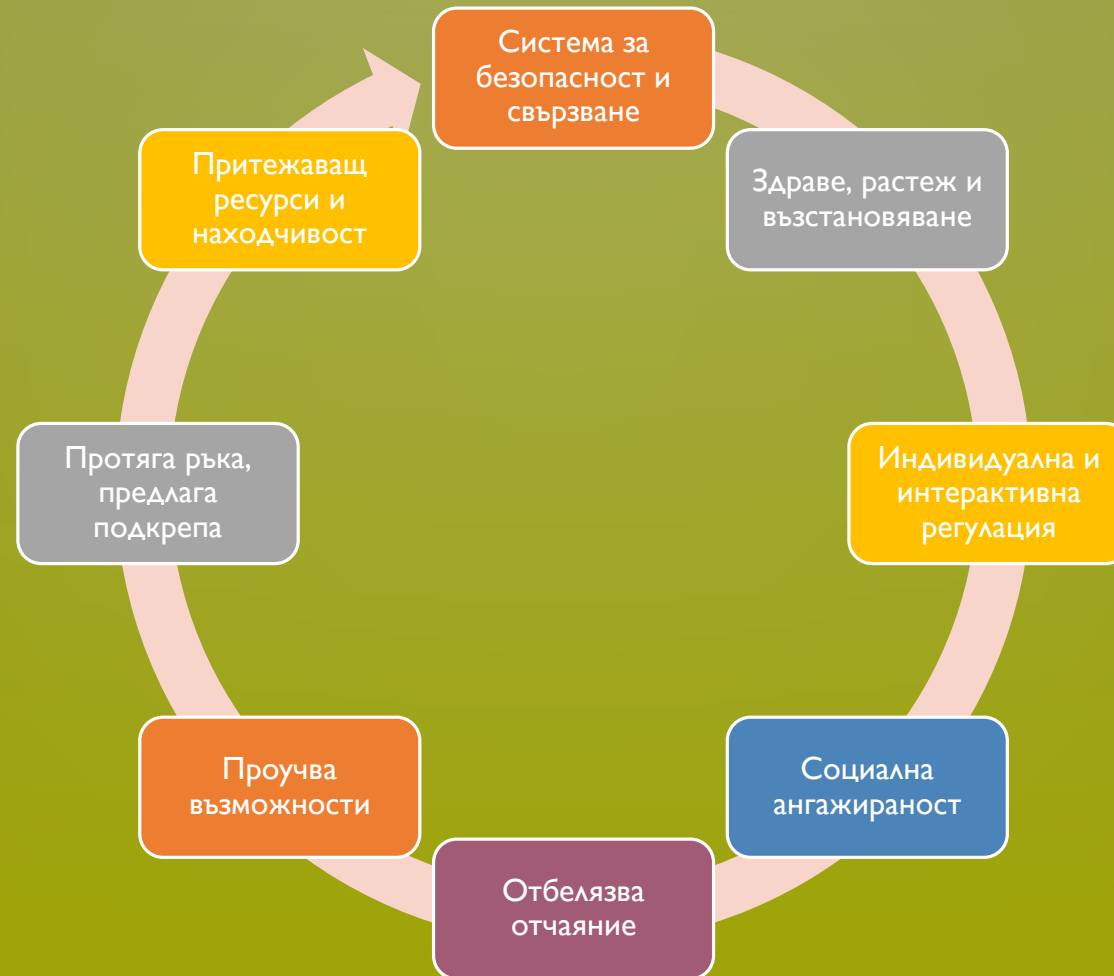 Система за
безопасност и
свързване
Здраве, растеж и
възстановяване
Индивидуална и
интерактивна
регулация
Социална
ангажираност
Отбелязва
отчаяние
Проучва
възможности
Протяга ръка,
предлага
подкрепа
Притежаващ
ресурси и
находчивост